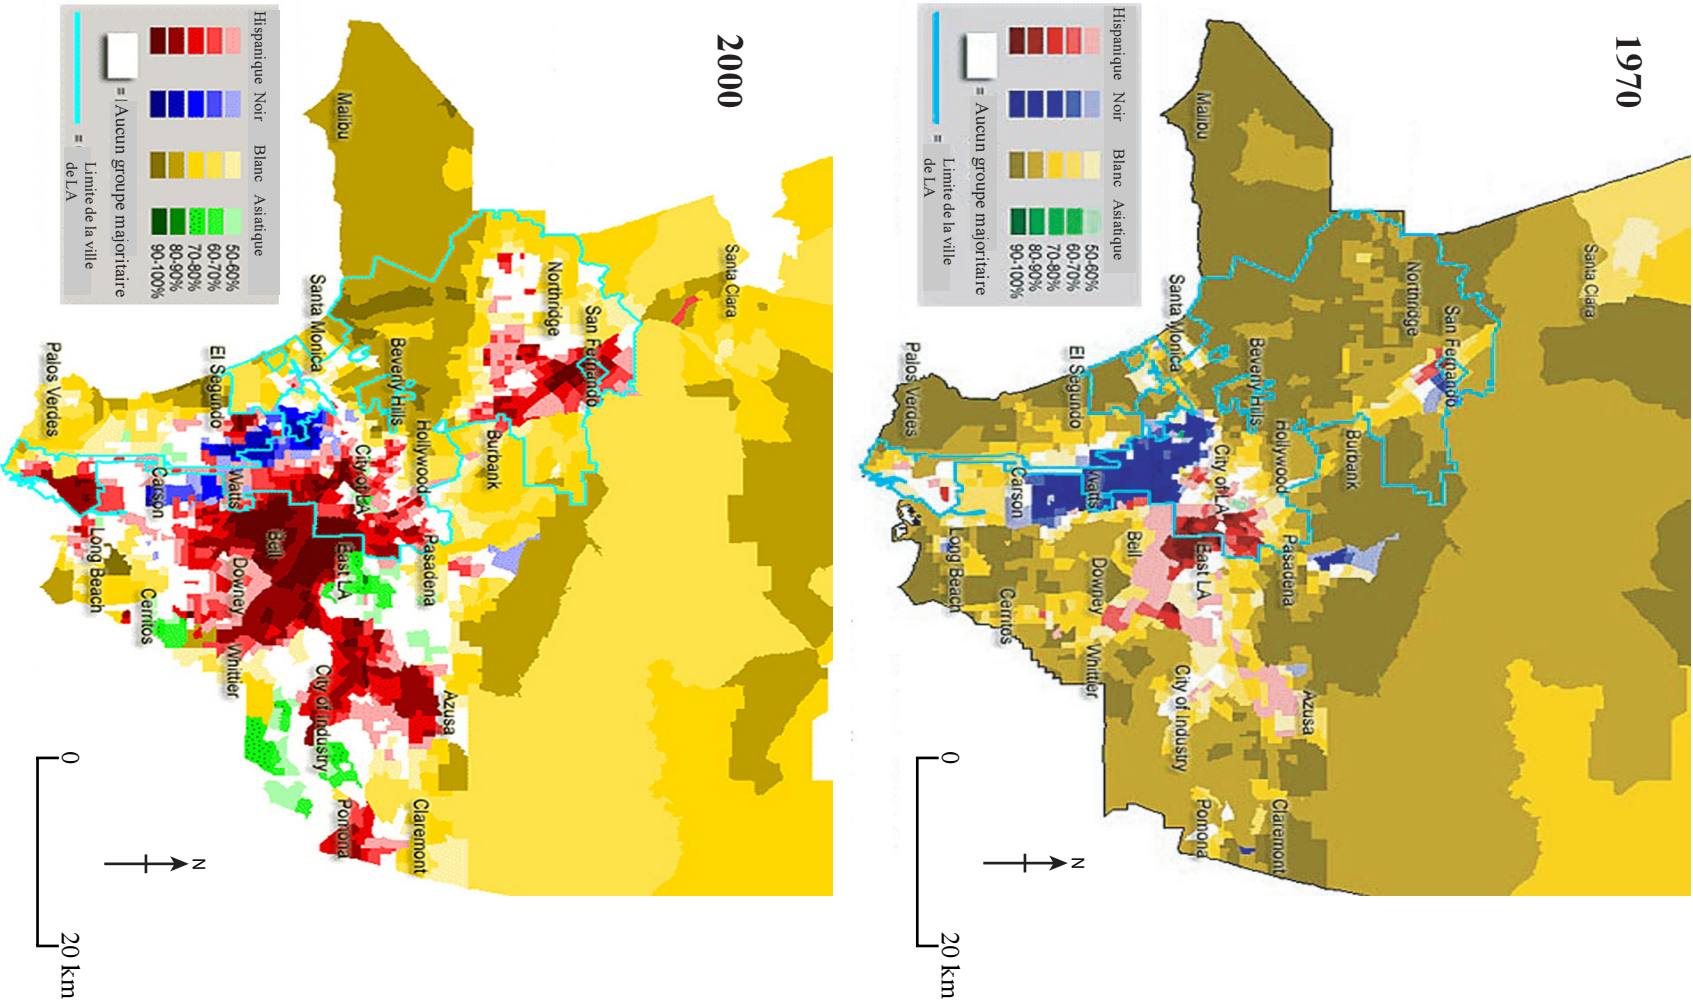 1970
Hispanique Noir Blanc Asiatique
50-60%
60-70%
70-80%
80-90%
90-100%
= Aucun groupe majoritaire
= Limite de la ville
de LA
Santa Clara
San Fernando
Northridge
Burbank
Hollywood
Beverly Hills
Pasadena
Azusa
Claremont
Malibu
Santa Monica
City of LA
East LA
City of Industry
Pomona
El Segundo
Watts
Bell
Downey
Whittier
Carson
Cerritos
Long Beach
Palos Verdes
N
0 20 km
2000
Hispanique Noir Blanc Asiatique
50-60%
60-70%
70-80%
80-90%
90-100%
= Aucun groupe majoritaire
= Limite de la ville
de LA
Santa Clara
San Fernando
Northridge
Burbank
Hollywood
Beverly Hills
Pasadena
Azusa
Claremont
Malibu
Santa Monica
City of LA
East LA
City of Industry
Pomona
El Segundo
Watts
Bell
Downey
Whittier
Carson
Cerritos
Long Beach
Palos Verdes
N
0 20 km